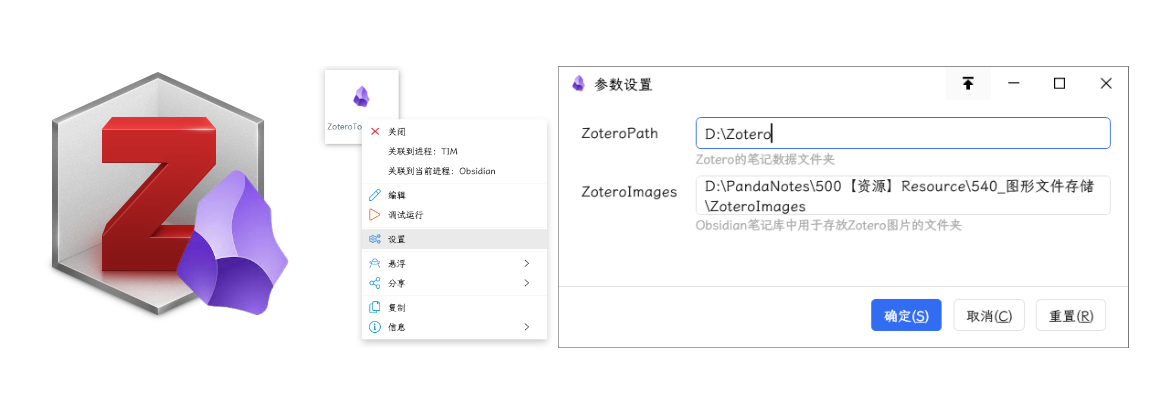 Z
ZoteroTo
关闭
关联到进程：TIM
关联到当前进程：Obsidian
编辑
调试运行
设置
悬浮
分享
复制
信息
参数设置
ZoteroPath
D:\Zotero
Zotero的笔记数据文件夹
ZoteroImages
D:\PandaNotes\500【资源】Resource\540_图形文件存储
\ZoteroImages
Obsidian笔记库中用于存放Zotero图片的文件夹
确定(S)
取消(C)
重置(R)